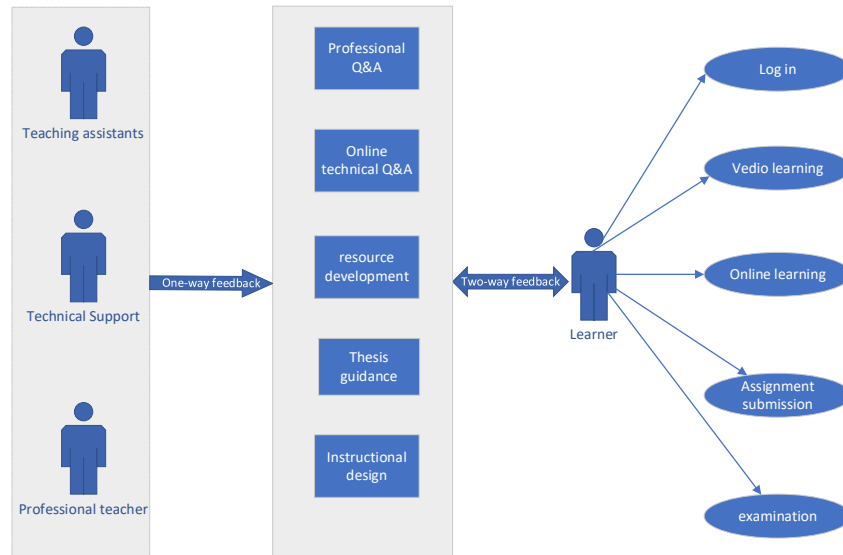 Teaching assistants
Technical Support
Professional teacher
One-way feedback
Professional
Q&A
Online
technical Q&A
resource
development
Thesis
guidance
Instructional
design
Two-way feedback
Learner
Log in
Vedio learning
Online learning
Assignment
submission
examination